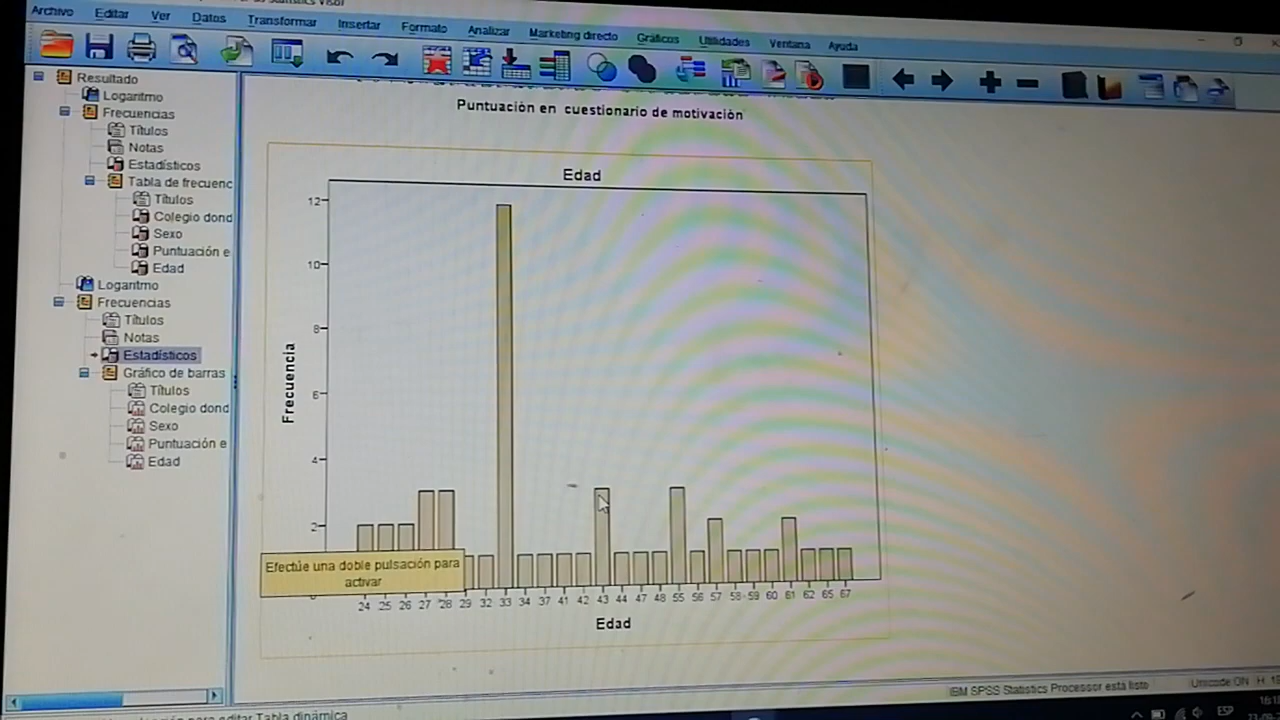 Archivo Editar Ver Datos Transformar Insertar Formato Analizar Marketing directo Gráficos Utilidades Ventana Ayuda
Resultado
Logaritmo
Frecuencias
Títulos
Notas
Estadísticos
Tabla de frecuenc
Títulos
Colegio dond
Sexo
Puntuación e
Edad
Logaritmo
Frecuencias
Títulos
Notas
Estadísticos
Gráfico de barras
Títulos
Colegio dond
Sexo
Puntuación e
Edad
Puntuación en cuestionario de motivación
Edad
12
10
8
6
4
2
Frecuencia
Efectúe una doble pulsación para
activar
24 25 26 27 28 29 32 33 34 37 41 42 43 44 47 48 55 56 57 58 59 60 61 62 65 67
Edad
IBM SPSS Statistics Processor está listo Unicode:ON
para editar Tabla dinámica
ESP